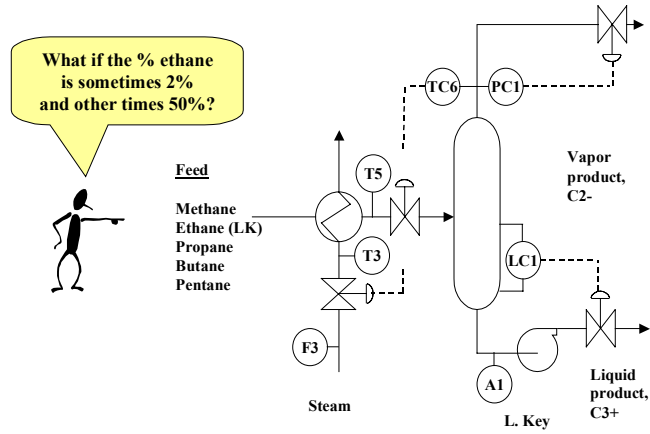 What if the % ethane
is sometimes 2%
and other times 50%?
TC6
PC1
Feed
T5
Vapor
product,
C2-
Methane
Ethane (LK)
Propane
Butane
Pentane
T3
LC1
F3
A1
Liquid
product,
C3+
Steam
L. Key